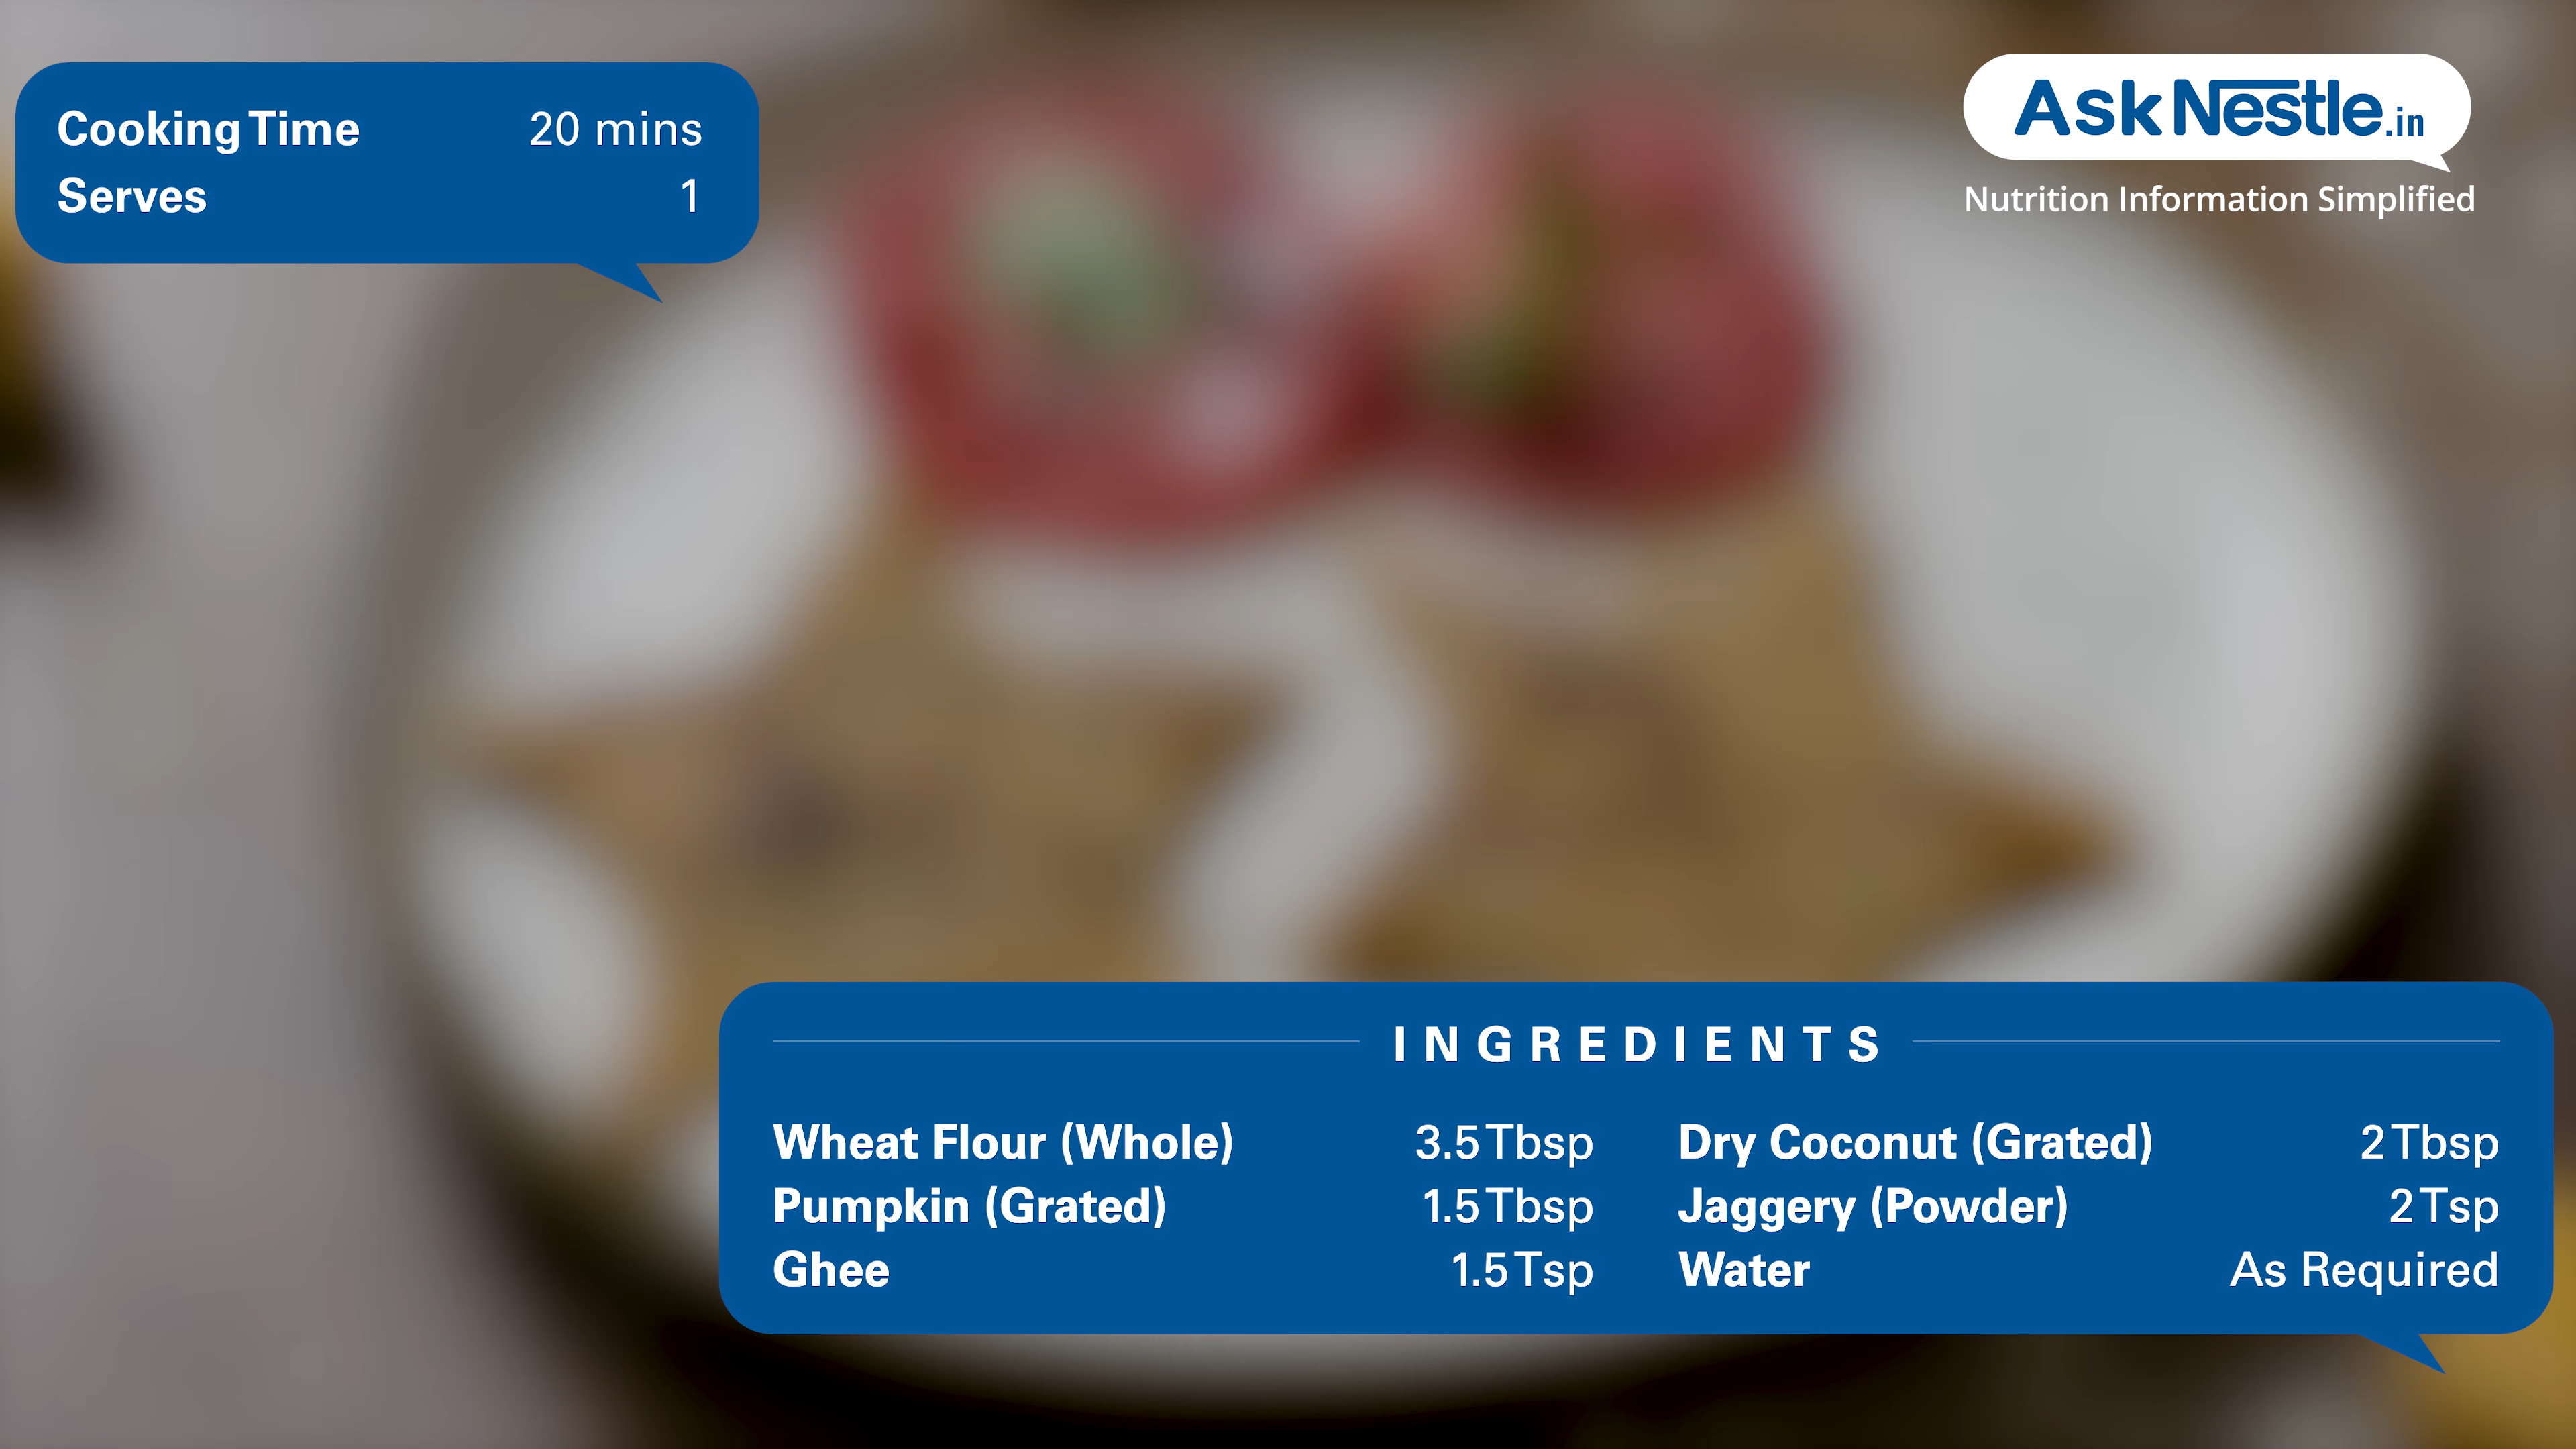 Cooking Time 20 mins
Serves 1
AskNestle.in
Nutrition Information Simplified
INGREDIENTS
Wheat Flour (Whole) 3.5 Tbsp Dry Coconut (Grated) 2 Tbsp
Pumpkin (Grated) 1.5 Tbsp Jaggery (Powder) 2 Tsp
Ghee 1.5 Tsp Water As Required